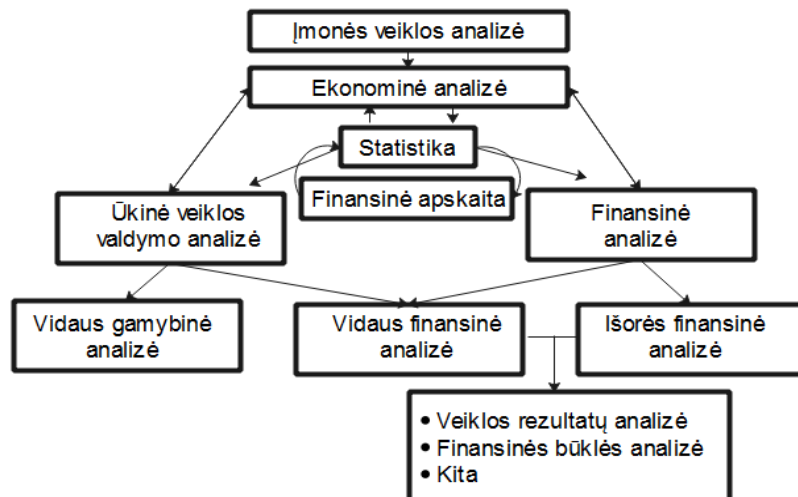 Įmonės veiklos analizė
Ekonominė analizė
Statistika
Finansinė apskaita
Ūkinė veiklos
valdymo analizė
Finansinė
analizė
Vidaus gamybinė
analizė
Vidaus finansinė
analizė
Išorės finansinė
analizė
• Veiklos rezultatų analizė
• Finansinės būklės analizė
• Kita